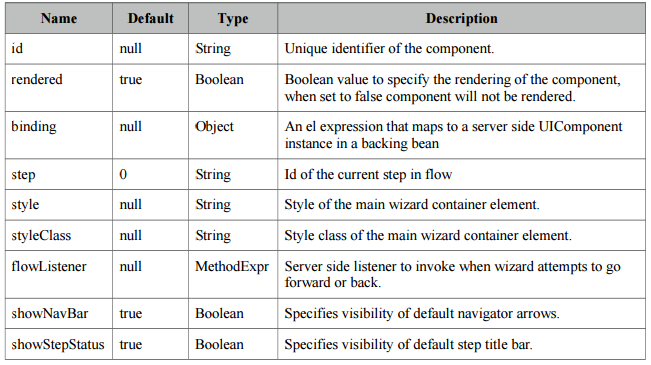 Name Default Type Description
id null String Unique identifier of the component.
rendered true Boolean Boolean value to specify the rendering of the component,
when set to false component will not be rendered.
binding null Object An el expression that maps to a server side UIComponent
instance in a backing bean
step 0 String Id of the current step in flow
style null String Style of the main wizard container element.
styleClass null String Style class of the main wizard container element.
flowListener null MethodExpr Server side listener to invoke when wizard attempts to go
forward or back.
showNavBar true Boolean Specifies visibility of default navigator arrows.
showStepStatus true Boolean Specifies visibility of default step title bar.